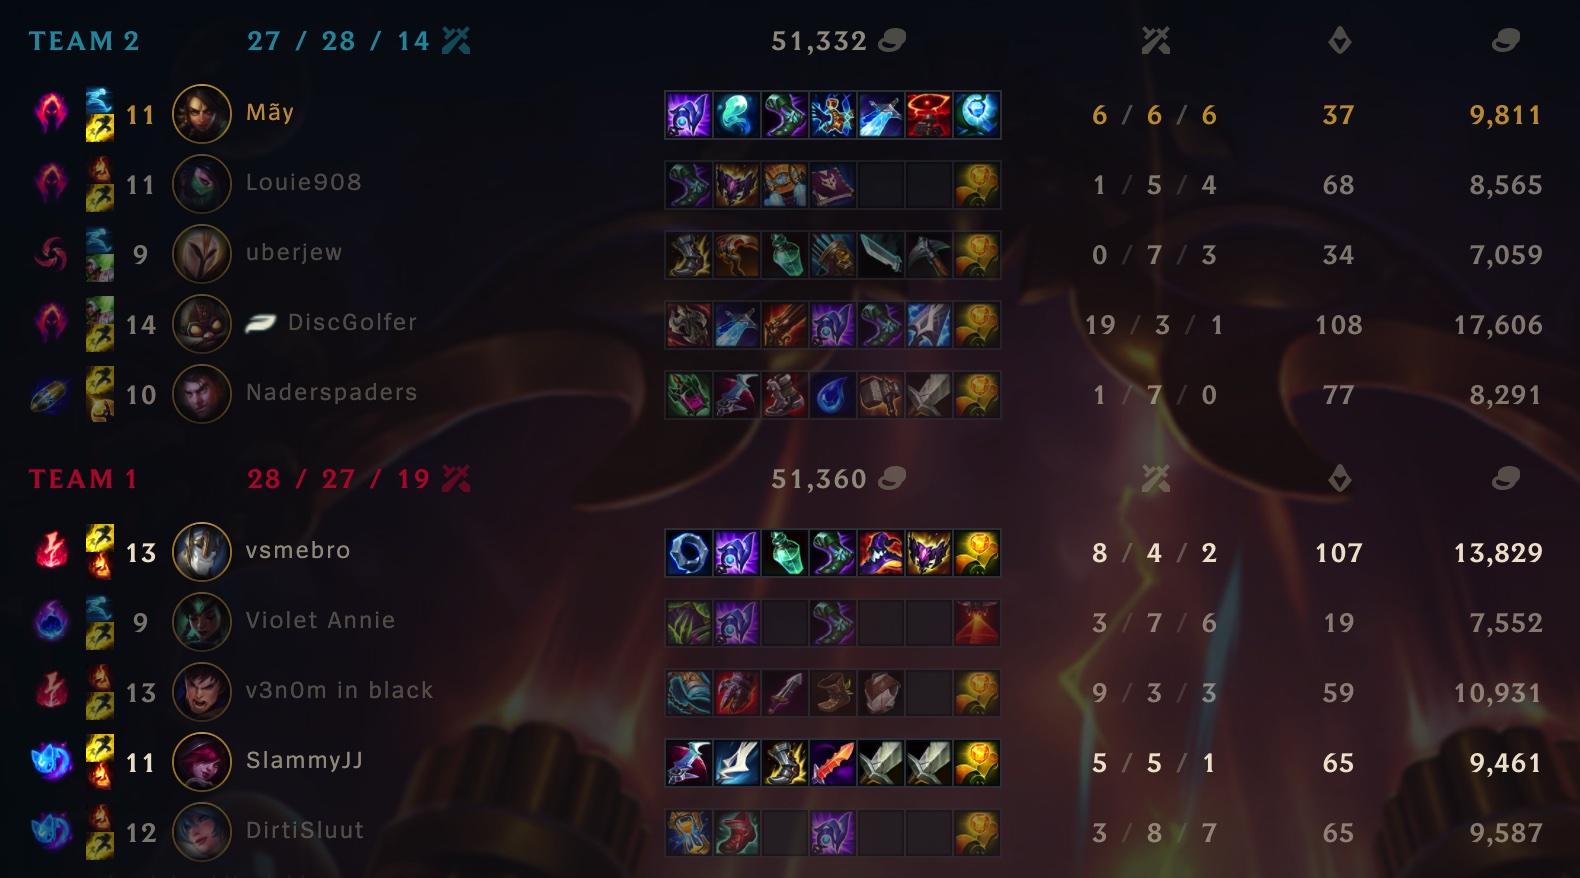 TEAM 2 27 / 28 / 14 51,332
11 Mãy 6 / 6 / 6 37 9,811
11 Louie908 1 / 5 / 4 68 8,565
9 uberjew 0 / 7 / 3 34 7,059
14 DiscGolfer 19 / 3 / 1 108 17,606
10 Naderspaders 1 / 7 / 0 77 8,291
TEAM 1 28 / 27 / 19 51,360
13 vsmebro 8 / 4 / 2 107 13,829
9 Violet Annie 3 / 7 / 6 19 7,552
13 v3n0m in black 9 / 3 / 3 59 10,931
11 SlammyJJ 5 / 5 / 1 65 9,461
12 DirtiSluut 3 / 8 / 7 65 9,587